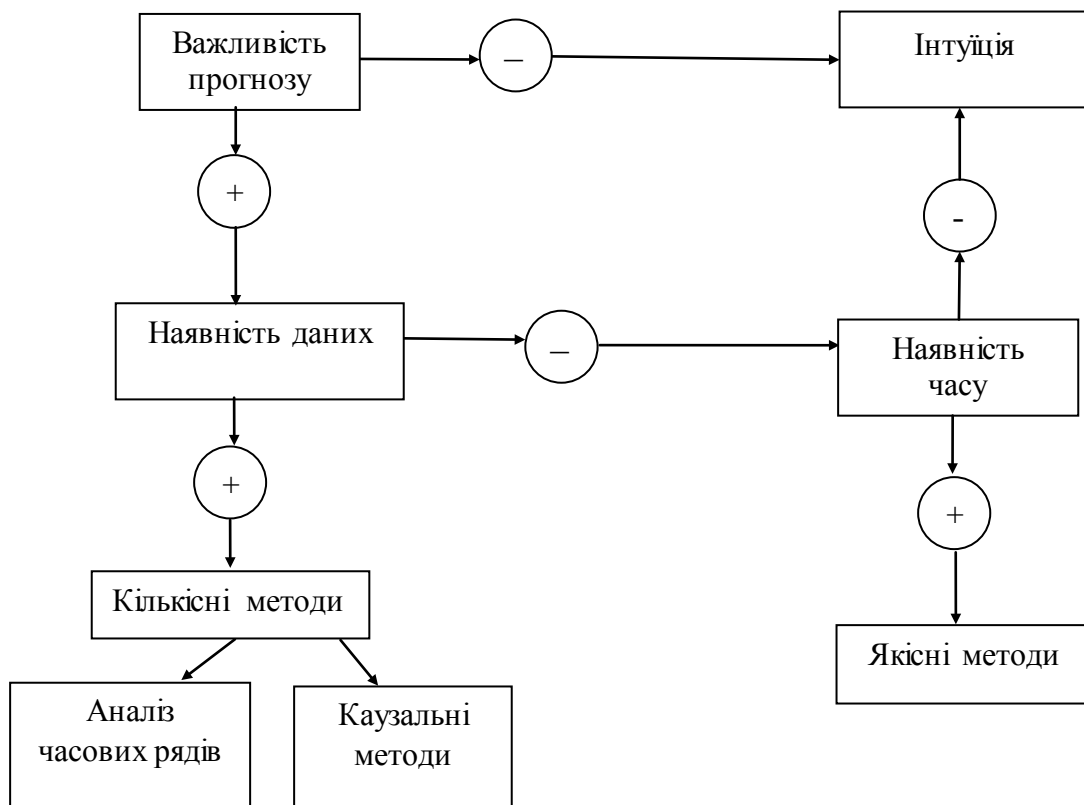 Важливість
прогнозу
–
Інтуїція
+
-
Наявність даних
–
Наявність
часу
+
+
Кількісні методи
Якісні методи
Аналіз
часових рядів
Каузальні
методи